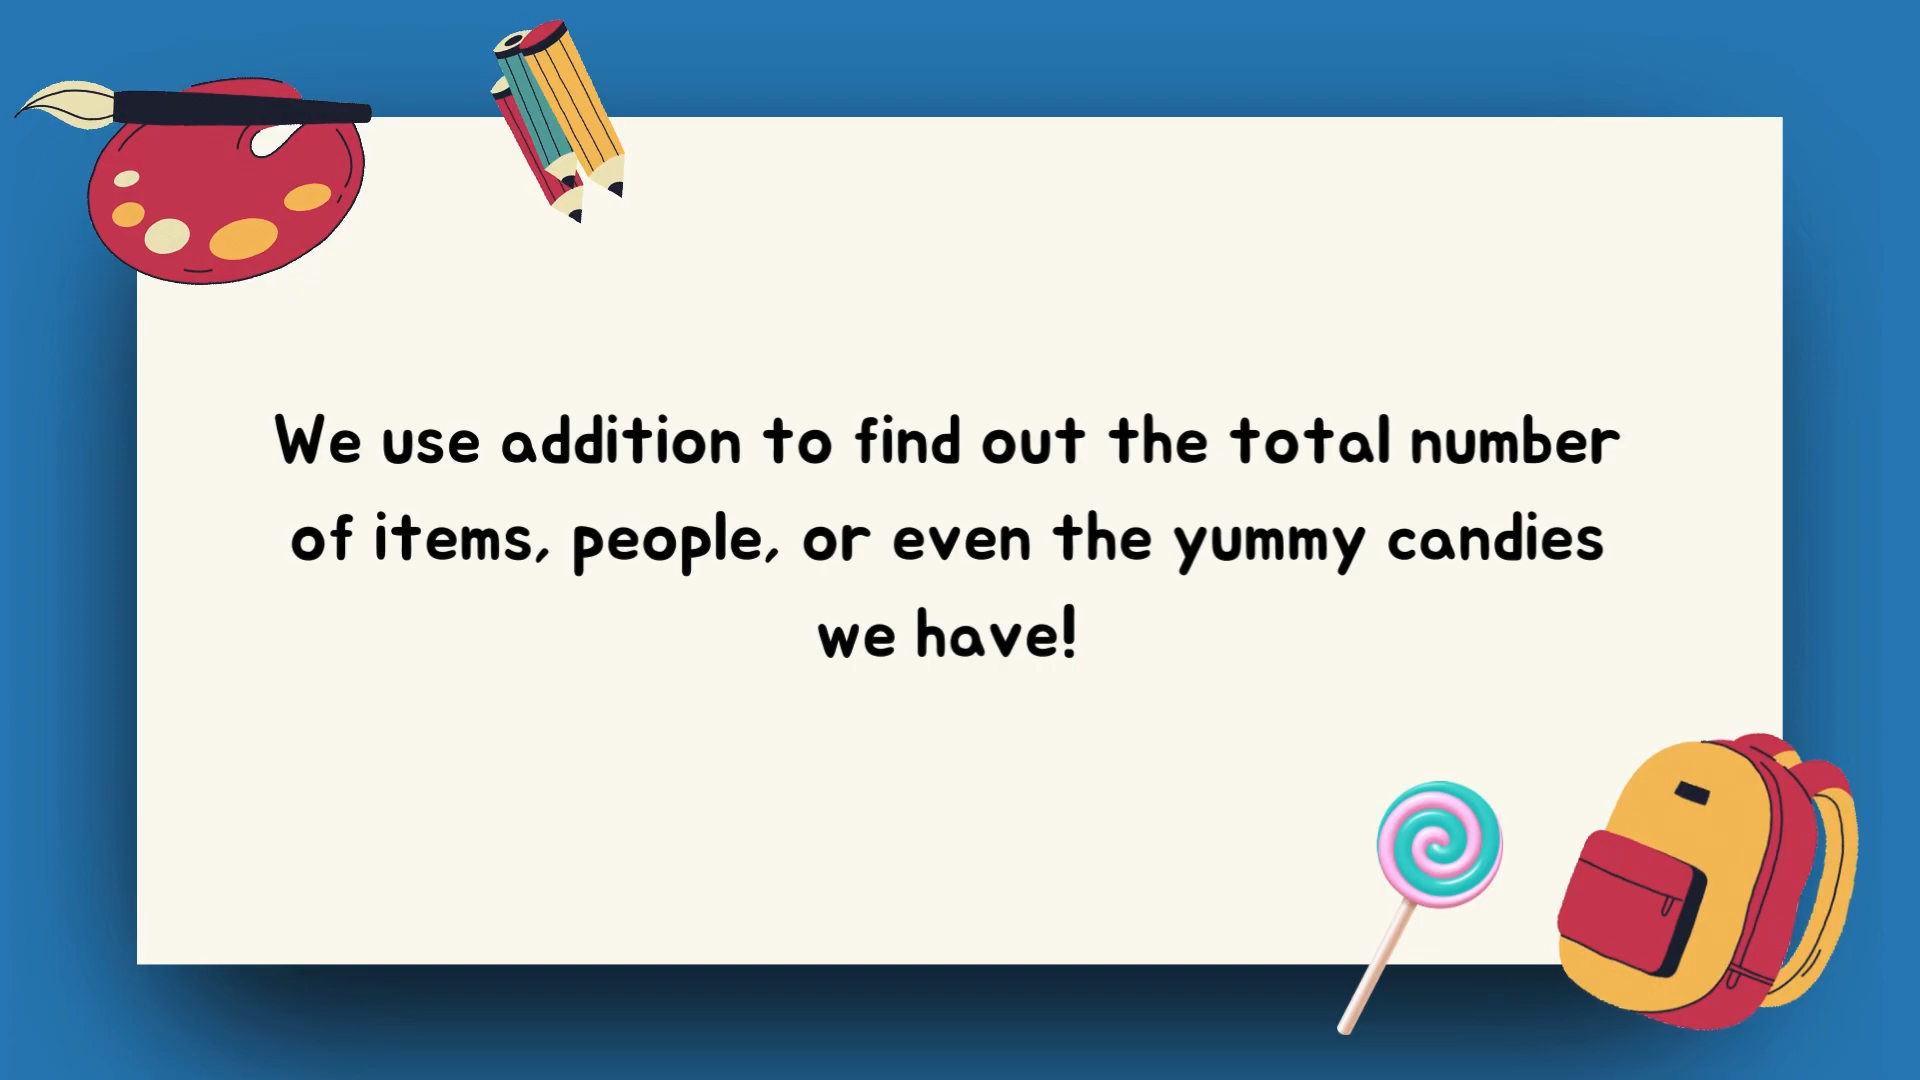 We use addition to find out the total number
of items, people, or even the yummy candies
we have!